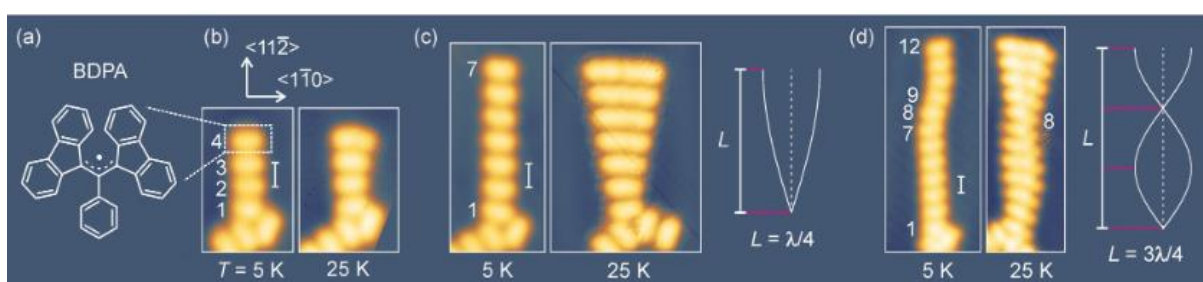 (a)
BDPA
(b)
<112̄>
<11̄0>
4
3
2
1
T = 5 K
25 K
(c)
7
1
5 K
25 K
L
L = λ/4
(d)
12
9
8
7
1
5 K
8
25 K
L
L = 3λ/4